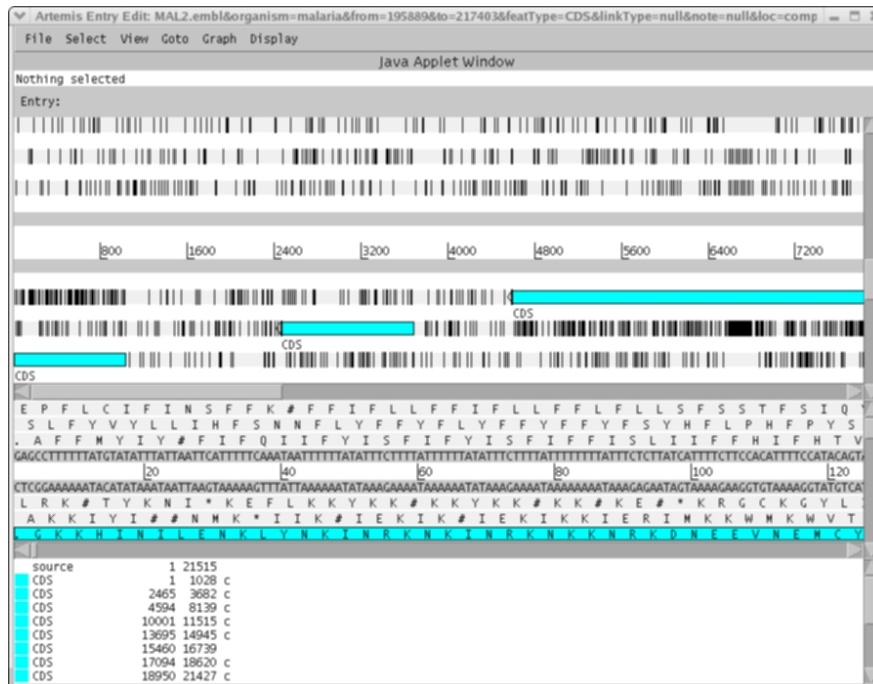 Artemis Entry Edit: MAL2.embl&organism=malaria&from=195889&to=217403&featType=CDS&linkType=null&note=null&loc=comp
File Select View Goto Graph Display
Java Applet Window
Nothing selected
Entry:
800 1600 2400 3200 4000 4800 5600 6400 7200
CDS
CDS
CDS
E P F L C I F I N S F F K # F F I F L L F F I F L L F F L F L L S F S S T F S I Q Y
S L F Y V L L I H F S N N F L Y F F Y F L F F Y F F Y F S Y H F L P H F P Y S
. A F F M Y I Y # F I F Q I I F Y I S F I F Y I S F I F F I S L I I F F H I F H T V
20 40 60 80 100 120
L R K # T Y K N I * K E F L K K Y K K # K K Y K K # K K # K E # * K R G C K G Y L
A K K I Y I # # N M K * I I K # I E K I K # I E K I K K I E R I M K K W M K W V T
. G K K H I N I L E N K L Y N K I N R K N K I N R K N K K N R K D N E E V N E M C Y
source 1 21515
CDS 1 1028 c
CDS 2465 3682 c
CDS 4594 8139 c
CDS 10001 11515 c
CDS 13695 14945 c
CDS 15460 16739
CDS 17094 18620 c
CDS 18950 21427 c